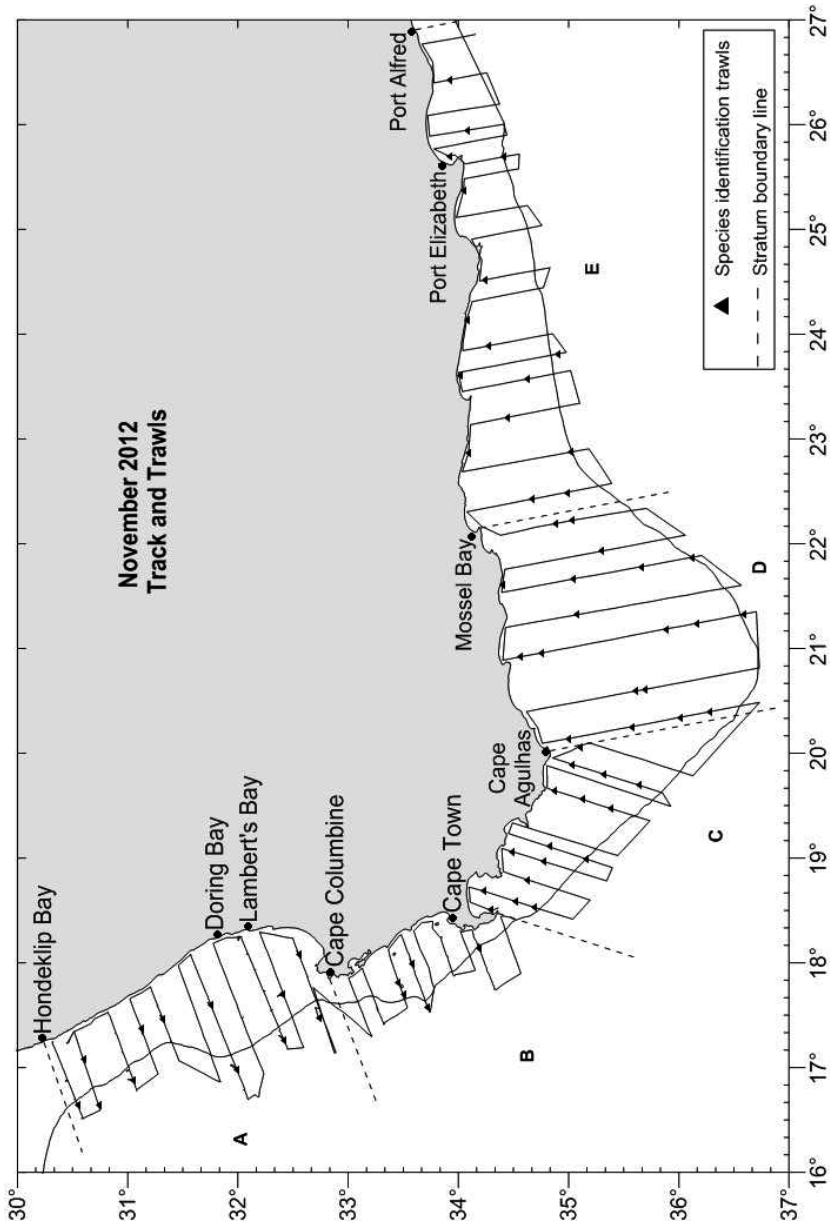 November 2012
Track and Trawls
Hondeklip Bay
Doring Bay
Lambert's Bay
Cape Columbine
Cape Town
Cape
Agulhas
Mossel Bay
Port Elizabeth
Port Alfred
A
B
C
D
E
Species identification trawls
Stratum boundary line
30°
31°
32°
33°
34°
35°
36°
37°
16°
17°
18°
19°
20°
21°
22°
23°
24°
25°
26°
27°